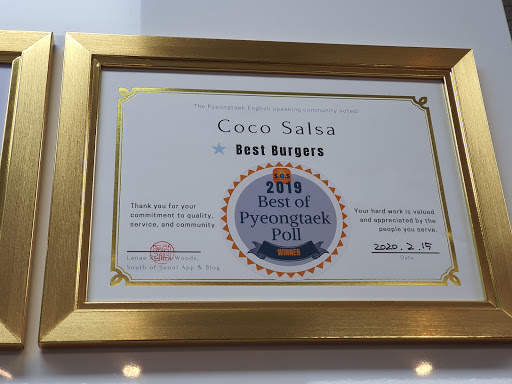 The Pyeongtaek English speaking community voted
Coco Salsa
Best Burgers
S.O.S
2019
Best of
Pyeongtaek
Poll
WINNER
Thank you for your
commitment to quality,
service, and community.
Your hard work is valued
and appreciated by the
people you serve.
2020. 2. 15
Date
Lanae Woods,
South of Seoul App & Blog